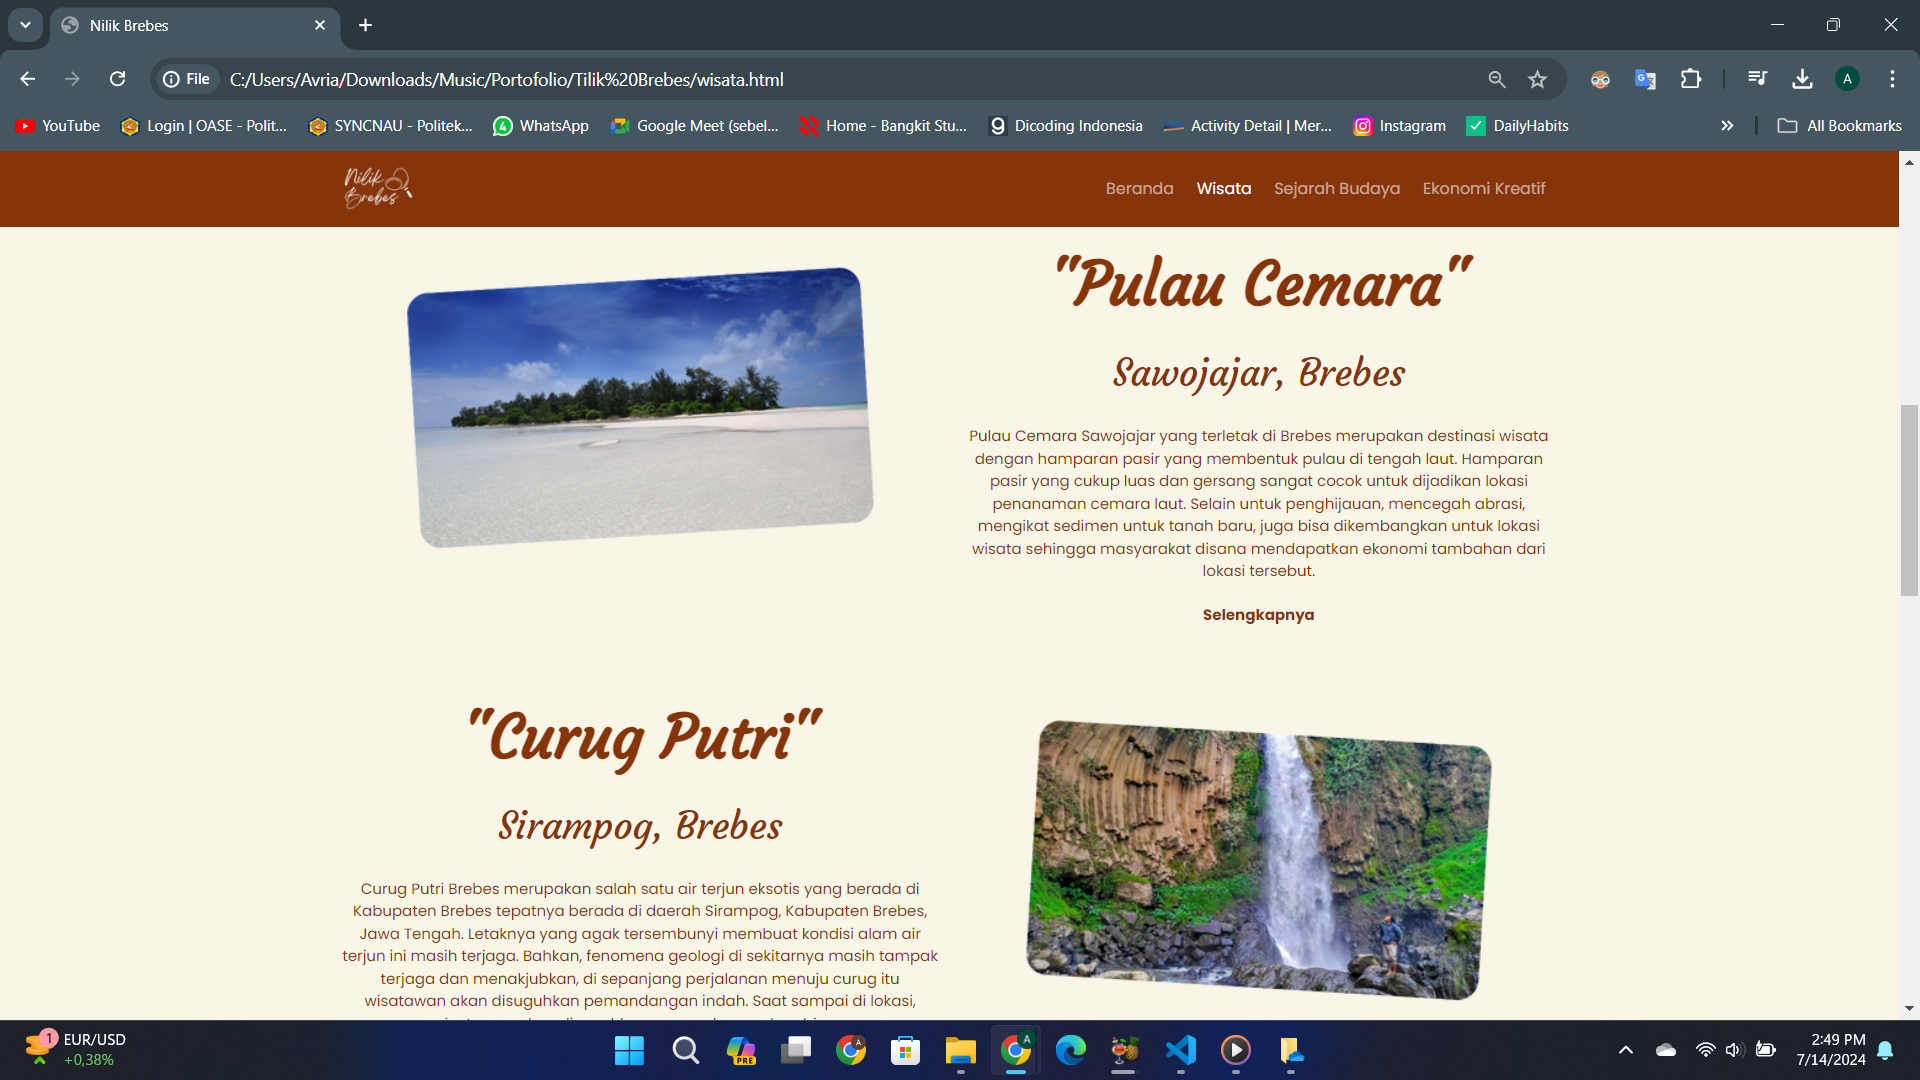 Nilik Brebes
File
C:/Users/Avria/Downloads/Music/Portofolio/Tilik%20Brebes/wisata.html
A
YouTube
Login | OASE - Polit...
SYNCNAU - Politek...
WhatsApp
Google Meet (sebel...
Home - Bangkit Stu...
Dicoding Indonesia
Activity Detail | Mer...
Instagram
DailyHabits
All Bookmarks
Nilik
Brebes
Beranda
Wisata
Sejarah Budaya
Ekonomi Kreatif
"Pulau Cemara"
Sawojajar, Brebes
Pulau Cemara Sawojajar yang terletak di Brebes merupakan destinasi wisata
dengan hamparan pasir yang membentuk pulau di tengah laut. Hamparan
pasir yang cukup luas dan gersang sangat cocok untuk dijadikan lokasi
penanaman cemara laut. Selain untuk penghijauan, mencegah abrasi,
mengikat sedimen untuk tanah baru, juga bisa dikembangkan untuk lokasi
wisata sehingga masyarakat disana mendapatkan ekonomi tambahan dari
lokasi tersebut.
Selengkapnya
"Curug Putri"
Sirampog, Brebes
Curug Putri Brebes merupakan salah satu air terjun eksotis yang berada di
Kabupaten Brebes tepatnya berada di daerah Sirampog, Kabupaten Brebes,
Jawa Tengah. Letaknya yang agak tersembunyi membuat kondisi alam air
terjun ini masih terjaga. Bahkan, fenomena geologi di sekitarnya masih tampak
terjaga dan menakjubkan, di sepanjang perjalanan menuju curug itu
wisatawan akan disuguhkan pemandangan indah. Saat sampai di lokasi,
1
EUR/USD
+0,38%
PRE
2:49 PM
7/14/2024